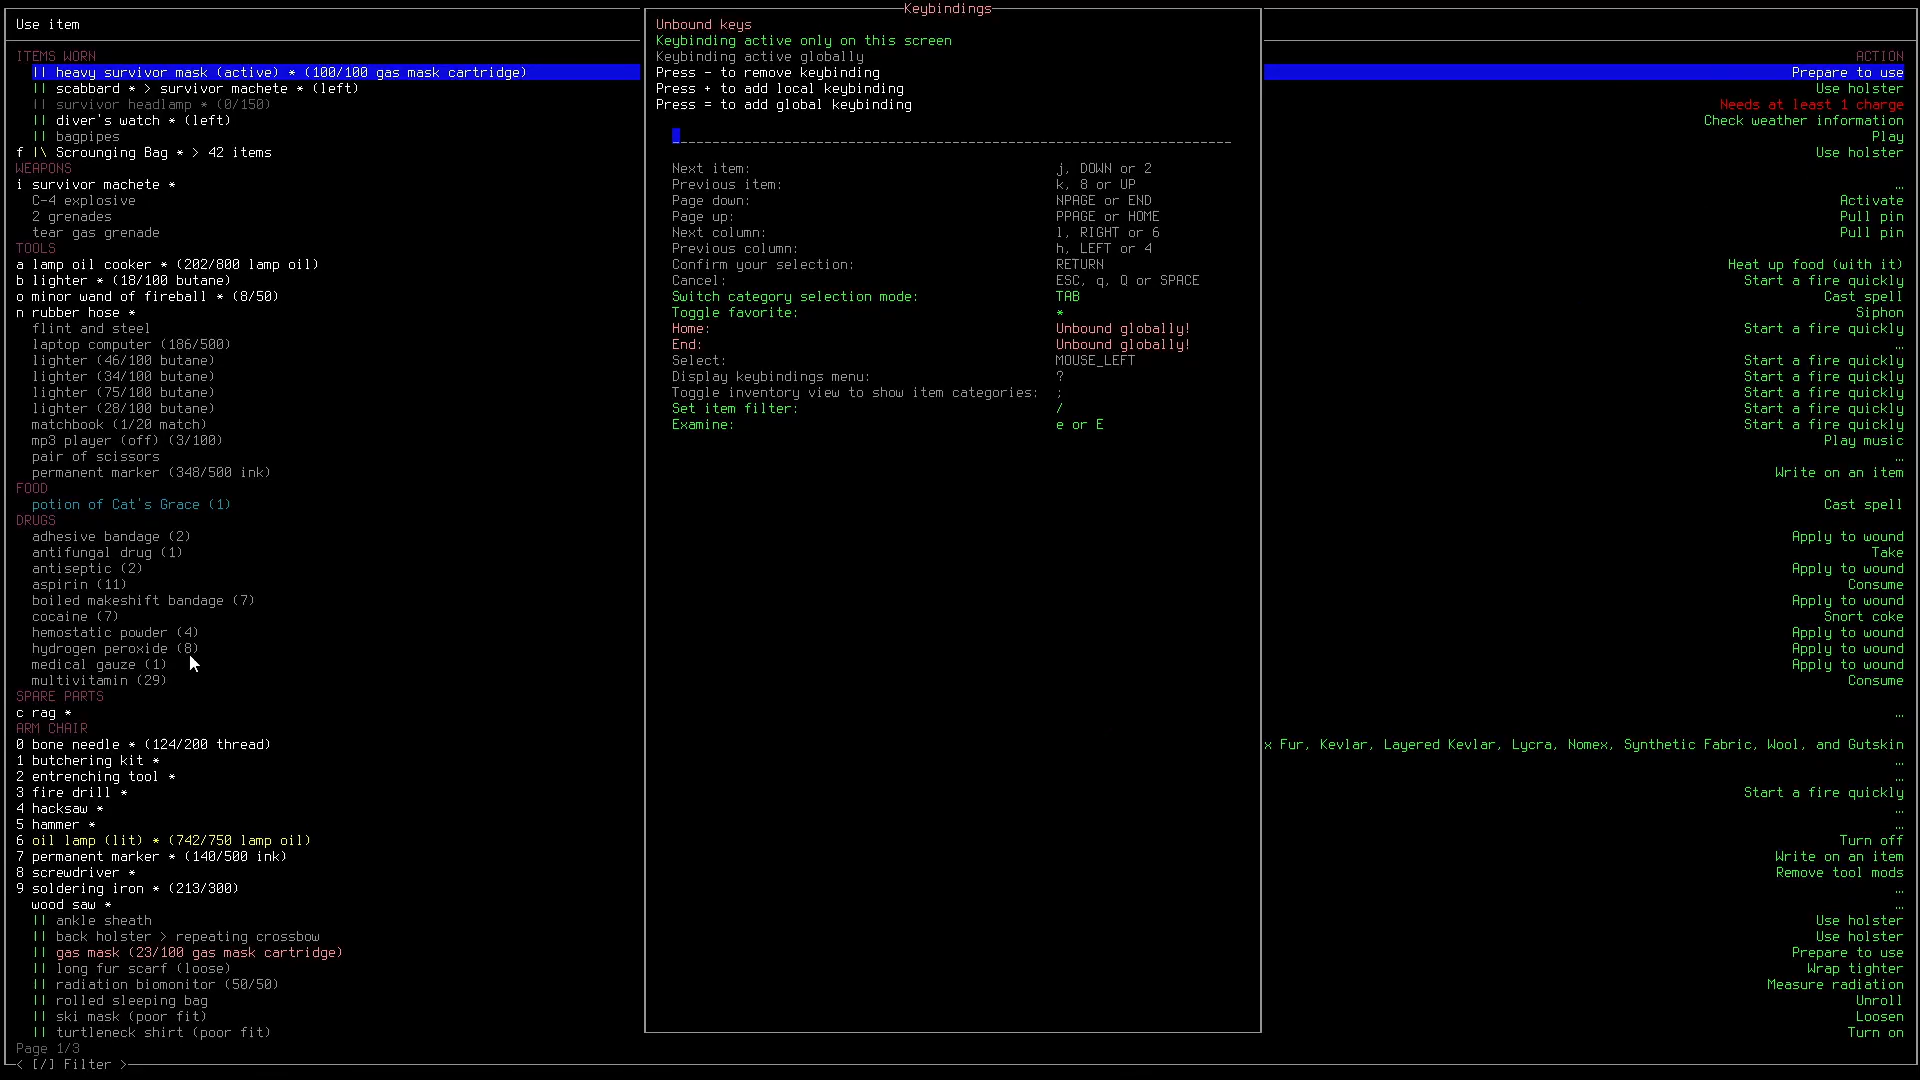 Keybindings
Use item
Unbound keys
Keybinding active only on this screen
Keybinding active globally
Press - to remove keybinding
Press + to add local keybinding
Press = to add global keybinding
Next item: j, DOWN or 2
Previous item: k, 8 or UP
Page down: NPAGE or END
Page up: PPAGE or HOME
Next column: l, RIGHT or 6
Previous column: h, LEFT or 4
Confirm your selection: RETURN
Cancel: ESC, q, Q or SPACE
Switch category selection mode: TAB
Toggle favorite: *
Home: Unbound globally!
End: Unbound globally!
Select: MOUSE_LEFT
Display keybindings menu: ?
Toggle inventory view to show item categories: ;
Set item filter: /
Examine: e or E
ITEMS WORN ACTION
|| heavy survivor mask (active) * (100/100 gas mask cartridge) Prepare to use
|| scabbard * > survivor machete * (left) Use holster
|| survivor headlamp * (0/150) Needs at least 1 charge
|| diver's watch * (left) Check weather information
|| bagpipes Play
f |\ Scrounging Bag * > 42 items Use holster
WEAPONS
i survivor machete * …
C-4 explosive Activate
2 grenades Pull pin
tear gas grenade Pull pin
TOOLS
a lamp oil cooker * (202/800 lamp oil) Heat up food (with it)
b lighter * (18/100 butane) Start a fire quickly
o minor wand of fireball * (8/50) Cast spell
n rubber hose * Siphon
flint and steel Start a fire quickly
laptop computer (186/500) …
lighter (46/100 butane) Start a fire quickly
lighter (34/100 butane) Start a fire quickly
lighter (75/100 butane) Start a fire quickly
lighter (28/100 butane) Start a fire quickly
matchbook (1/20 match) Start a fire quickly
mp3 player (off) (3/100) Play music
pair of scissors …
permanent marker (348/500 ink) Write on an item
FOOD
potion of Cat's Grace (1) Cast spell
DRUGS
adhesive bandage (2) Apply to wound
antifungal drug (1) Take
antiseptic (2) Apply to wound
aspirin (11) Consume
boiled makeshift bandage (7) Apply to wound
cocaine (7) Snort coke
hemostatic powder (4) Apply to wound
hydrogen peroxide (8) Apply to wound
medical gauze (1) Apply to wound
multivitamin (29) Consume
SPARE PARTS
c rag * …
ARM CHAIR
0 bone needle * (124/200 thread) x Fur, Kevlar, Layered Kevlar, Lycra, Nomex, Synthetic Fabric, Wool, and Gutskin
1 butchering kit * …
2 entrenching tool * …
3 fire drill * Start a fire quickly
4 hacksaw * …
5 hammer * …
6 oil lamp (lit) * (742/750 lamp oil) Turn off
7 permanent marker * (140/500 ink) Write on an item
8 screwdriver * Remove tool mods
9 soldering iron * (213/300) …
wood saw * …
|| ankle sheath Use holster
|| back holster > repeating crossbow Use holster
|| gas mask (23/100 gas mask cartridge) Prepare to use
|| long fur scarf (loose) Wrap tighter
|| radiation biomonitor (50/50) Measure radiation
|| rolled sleeping bag Unroll
|| ski mask (poor fit) Loosen
|| turtleneck shirt (poor fit) Turn on
Page 1/3
< [/] Filter >